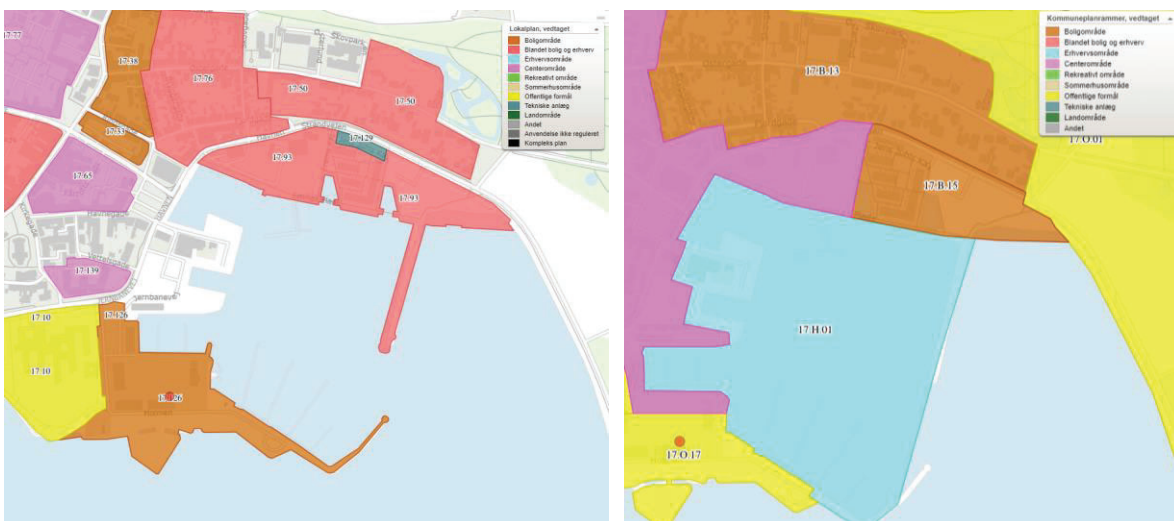 Lokalplan, vedtaget
Boligområde
Blandet bolig og erhverv
Erhvervsområde
Centerområde
Rekreativt område
Sommerhusområde
Offentlige formål
Tekniske anlæg
Landområde
Andet
Anvendelse ikke reguleret
Kompleks plan
17.77
17.38
17.76
17.50
17.50
17.33
17.129
17.93
17.93
17.65
Havnegade
17.139
17.10
17.126
17.10
Kommuneplanrammer, vedtaget
Boligområde
Blandet bolig og erhverv
Erhvervsområde
Centerområde
Rekreativt område
Sommerhusområde
Offentlige formål
Tekniske anlæg
Landområde
Andet
17.B.13
17.O.01
17.B.15
17.H.01
17.O.17